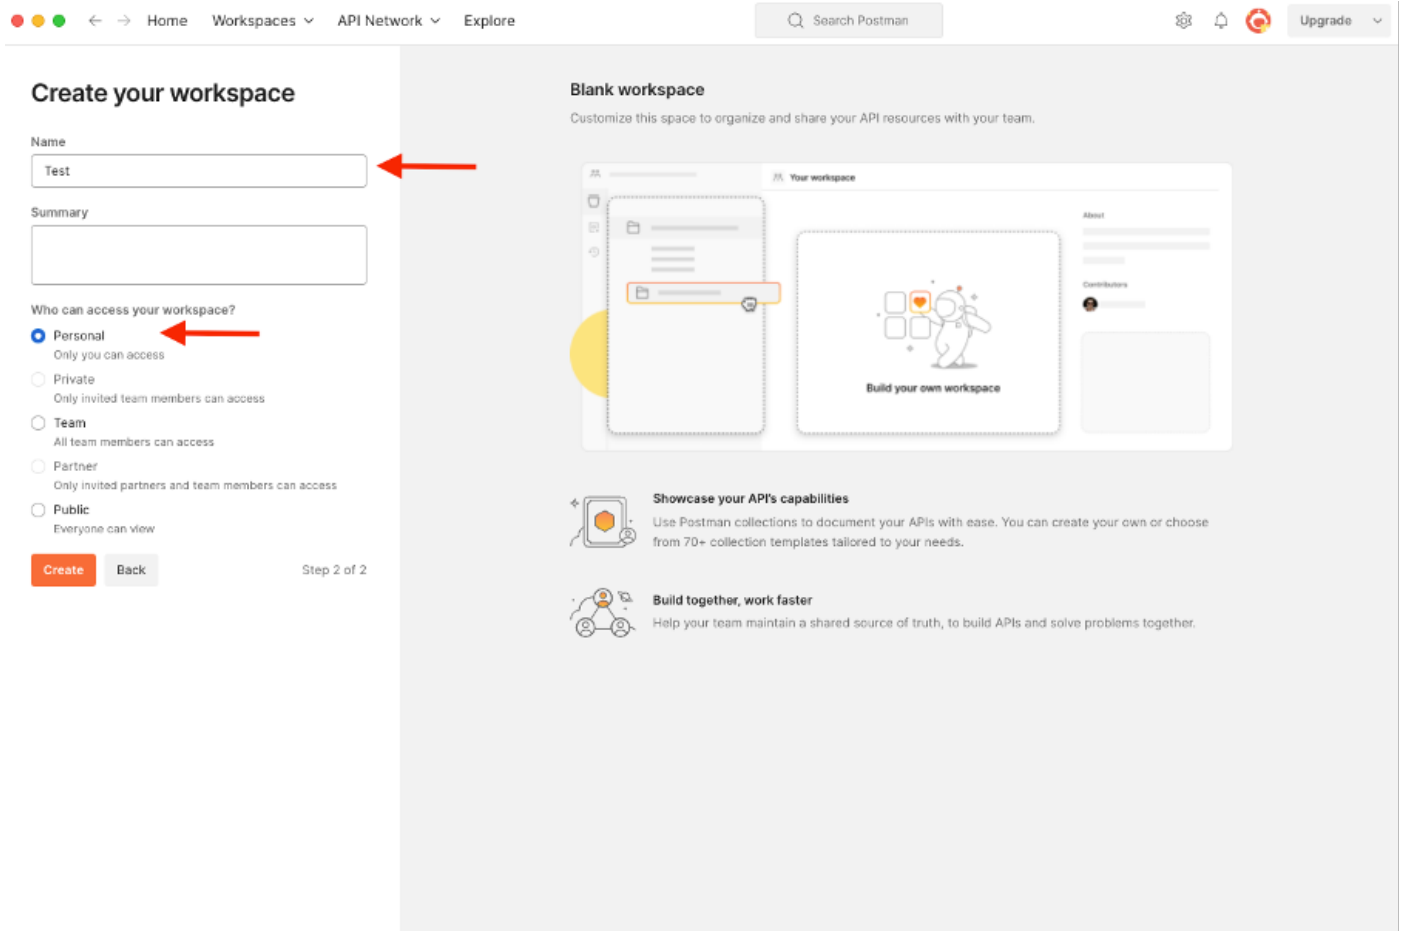 Home Workspaces API Network Explore Search Postman Upgrade
Create your workspace
Name
Test
Summary
Who can access your workspace?
Personal
Only you can access
Private
Only invited team members can access
Team
All team members can access
Partner
Only invited partners and team members can access
Public
Everyone can view
Create Back Step 2 of 2
Blank workspace
Customize this space to organize and share your API resources with your team.
Your workspace
About
Contributors
Build your own workspace
Showcase your API's capabilities
Use Postman collections to document your APIs with ease. You can create your own or choose
from 70+ collection templates tailored to your needs.
Build together, work faster
Help your team maintain a shared source of truth, to build APIs and solve problems together.